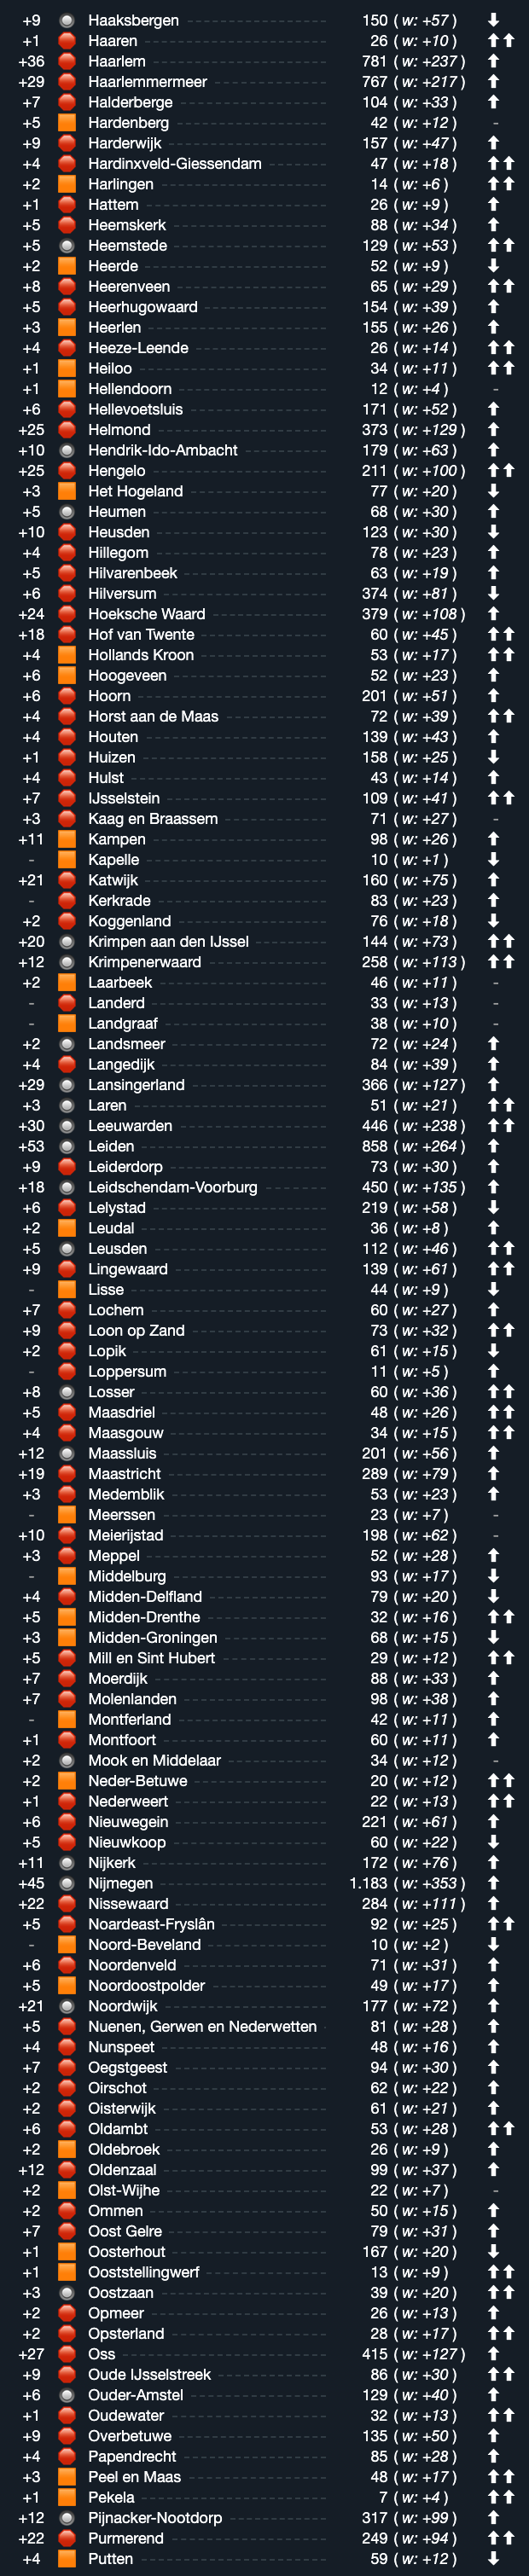 +9 Haaksbergen 150 (w: +57) ⬇
+1 Haaren 26 (w: +10) ⬆⬆
+36 Haarlem 781 (w: +237) ⬆
+29 Haarlemmermeer 767 (w: +217) ⬆
+7 Halderberge 104 (w: +33) ⬆
+5 Hardenberg 42 (w: +12) -
+9 Harderwijk 157 (w: +47) ⬆
+4 Hardinxveld-Giessendam 47 (w: +18) ⬆⬆
+2 Harlingen 14 (w: +6) ⬆⬆
+1 Hattem 26 (w: +9) ⬆
+5 Heemskerk 88 (w: +34) ⬆
+5 Heemstede 129 (w: +53) ⬆⬆
+2 Heerde 52 (w: +9) ⬇
+8 Heerenveen 65 (w: +29) ⬆⬆
+5 Heerhugowaard 154 (w: +39) ⬆
+3 Heerlen 155 (w: +26) ⬆
+4 Heeze-Leende 26 (w: +14) ⬆⬆
+1 Heiloo 34 (w: +11) ⬆⬆
+1 Hellendoorn 12 (w: +4) -
+6 Hellevoetsluis 171 (w: +52) ⬆
+25 Helmond 373 (w: +129) ⬆
+10 Hendrik-Ido-Ambacht 179 (w: +63) ⬆
+25 Hengelo 211 (w: +100) ⬆⬆
+3 Het Hogeland 77 (w: +20) ⬇
+5 Heumen 68 (w: +30) ⬆
+10 Heusden 123 (w: +30) ⬇
+4 Hillegom 78 (w: +23) ⬆
+5 Hilvarenbeek 63 (w: +19) ⬆
+6 Hilversum 374 (w: +81) ⬇
+24 Hoeksche Waard 379 (w: +108) ⬆
+18 Hof van Twente 60 (w: +45) ⬆⬆
+4 Hollands Kroon 53 (w: +17) ⬆⬆
+6 Hoogeveen 52 (w: +23) ⬆
+6 Hoorn 201 (w: +51) ⬆
+4 Horst aan de Maas 72 (w: +39) ⬆⬆
+4 Houten 139 (w: +43) ⬆
+1 Huizen 158 (w: +25) ⬇
+4 Hulst 43 (w: +14) ⬆
+7 IJsselstein 109 (w: +41) ⬆⬆
+3 Kaag en Braassem 71 (w: +27) -
+11 Kampen 98 (w: +26) ⬆
- Kapelle 10 (w: +1) ⬇
+21 Katwijk 160 (w: +75) ⬆
- Kerkrade 83 (w: +23) ⬆
+2 Koggenland 76 (w: +18) ⬇
+20 Krimpen aan den IJssel 144 (w: +73) ⬆⬆
+12 Krimpenerwaard 258 (w: +113) ⬆⬆
+2 Laarbeek 46 (w: +11) -
- Landerd 33 (w: +13) -
- Landgraaf 38 (w: +10) -
+2 Landsmeer 72 (w: +24) ⬆
+4 Langedijk 84 (w: +39) ⬆
+29 Lansingerland 366 (w: +127) ⬆
+3 Laren 51 (w: +21) ⬆⬆
+30 Leeuwarden 446 (w: +238) ⬆⬆
+53 Leiden 858 (w: +264) ⬆
+9 Leiderdorp 73 (w: +30) ⬆
+18 Leidschendam-Voorburg 450 (w: +135) ⬆
+6 Lelystad 219 (w: +58) ⬇
+2 Leudal 36 (w: +8) ⬆
+5 Leusden 112 (w: +46) ⬆⬆
+9 Lingewaard 139 (w: +61) ⬆⬆
- Lisse 44 (w: +9) ⬇
+7 Lochem 60 (w: +27) ⬆
+9 Loon op Zand 73 (w: +32) ⬆⬆
+2 Lopik 61 (w: +15) ⬇
- Loppersum 11 (w: +5) ⬆
+8 Losser 60 (w: +36) ⬆⬆
+5 Maasdriel 48 (w: +26) ⬆⬆
+4 Maasgouw 34 (w: +15) ⬆⬆
+12 Maassluis 201 (w: +56) ⬆
+19 Maastricht 289 (w: +79) ⬆
+3 Medemblik 53 (w: +23) ⬆
- Meerssen 23 (w: +7) -
+10 Meierijstad 198 (w: +62) -
+3 Meppel 52 (w: +28) ⬆
- Middelburg 93 (w: +17) ⬇
+4 Midden-Delfland 79 (w: +20) ⬇
+5 Midden-Drenthe 32 (w: +16) ⬆⬆
+3 Midden-Groningen 68 (w: +15) ⬇
+5 Mill en Sint Hubert 29 (w: +12) ⬆⬆
+7 Moerdijk 88 (w: +33) ⬆
+7 Molenlanden 98 (w: +38) ⬆
- Montferland 42 (w: +11) ⬆
+1 Montfoort 60 (w: +11) ⬆
+2 Mook en Middelaar 34 (w: +12) -
+2 Neder-Betuwe 20 (w: +12) ⬆⬆
+1 Nederweert 22 (w: +13) ⬆⬆
+6 Nieuwegein 221 (w: +61) ⬆
+5 Nieuwkoop 60 (w: +22) ⬇
+11 Nijkerk 172 (w: +76) ⬆
+45 Nijmegen 1.183 (w: +353) ⬆
+22 Nissewaard 284 (w: +111) ⬆
+5 Noardeast-Fryslân 92 (w: +25) ⬆⬆
- Noord-Beveland 10 (w: +2) ⬇
+6 Noordenveld 71 (w: +31) ⬆
+5 Noordoostpolder 49 (w: +17) ⬆
+21 Noordwijk 177 (w: +72) ⬆
+5 Nuenen, Gerwen en Nederwetten 81 (w: +28) ⬆
+4 Nunspeet 48 (w: +16) ⬆
+7 Oegstgeest 94 (w: +30) ⬆
+2 Oirschot 62 (w: +22) ⬆
+2 Oisterwijk 61 (w: +21) ⬆
+6 Oldambt 53 (w: +28) ⬆⬆
+2 Oldebroek 26 (w: +9) ⬆
+12 Oldenzaal 99 (w: +37) ⬆
+2 Olst-Wijhe 22 (w: +7) -
+2 Ommen 50 (w: +15) ⬆
+7 Oost Gelre 79 (w: +31) ⬆
+1 Oosterhout 167 (w: +20) ⬇
+1 Ooststellingwerf 13 (w: +9) ⬆⬆
+3 Oostzaan 39 (w: +20) ⬆⬆
+2 Opmeer 26 (w: +13) ⬆
+2 Opsterland 28 (w: +17) ⬆⬆
+27 Oss 415 (w: +127) ⬆
+9 Oude IJsselstreek 86 (w: +30) ⬆⬆
+6 Ouder-Amstel 129 (w: +40) ⬆
+1 Oudewater 32 (w: +13) ⬆⬆
+9 Overbetuwe 135 (w: +50) ⬆
+4 Papendrecht 85 (w: +28) ⬆
+3 Peel en Maas 48 (w: +17) ⬆⬆
+1 Pekela 7 (w: +4) ⬆⬆
+12 Pijnacker-Nootdorp 317 (w: +99) ⬆
+22 Purmerend 249 (w: +94) ⬆⬆
+4 Putten 59 (w: +12) ⬇